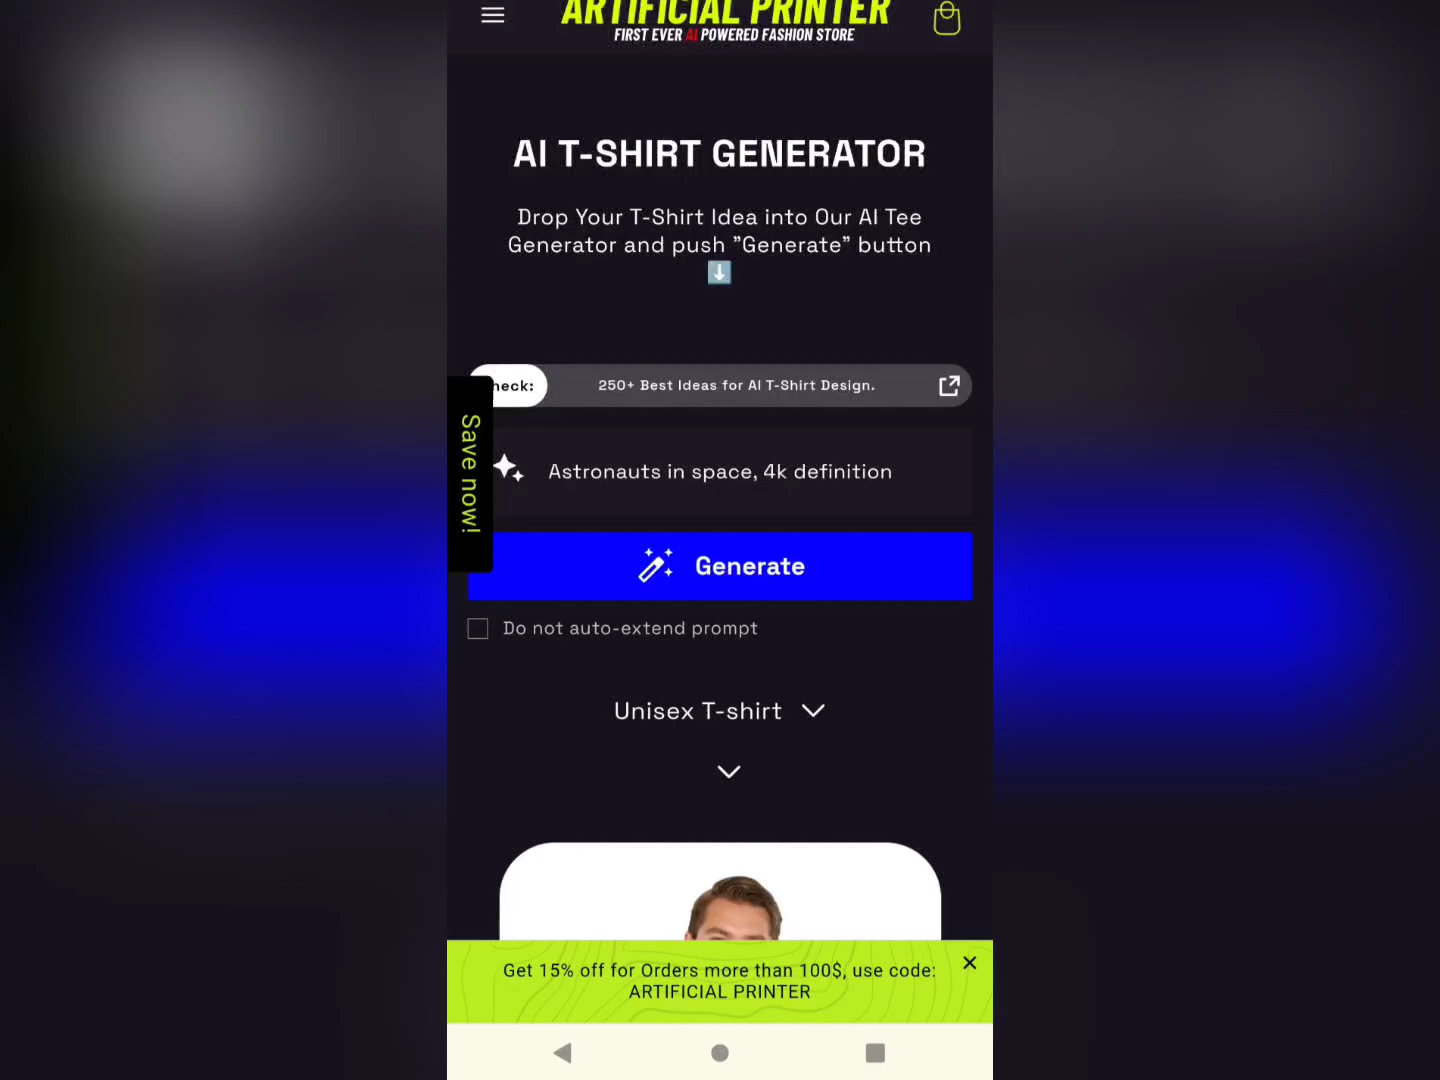 ARTIFICIAL PRINTER
FIRST EVER AI POWERED FASHION STORE
AI T-SHIRT GENERATOR
Drop Your T-Shirt Idea into Our AI Tee
Generator and push "Generate" button
heck:
250+ Best Ideas for AI T-Shirt Design.
Save now!
Astronauts in space, 4k definition
Generate
Do not auto-extend prompt
Unisex T-shirt
Get 15% off for Orders more than 100$, use code:
ARTIFICIAL PRINTER